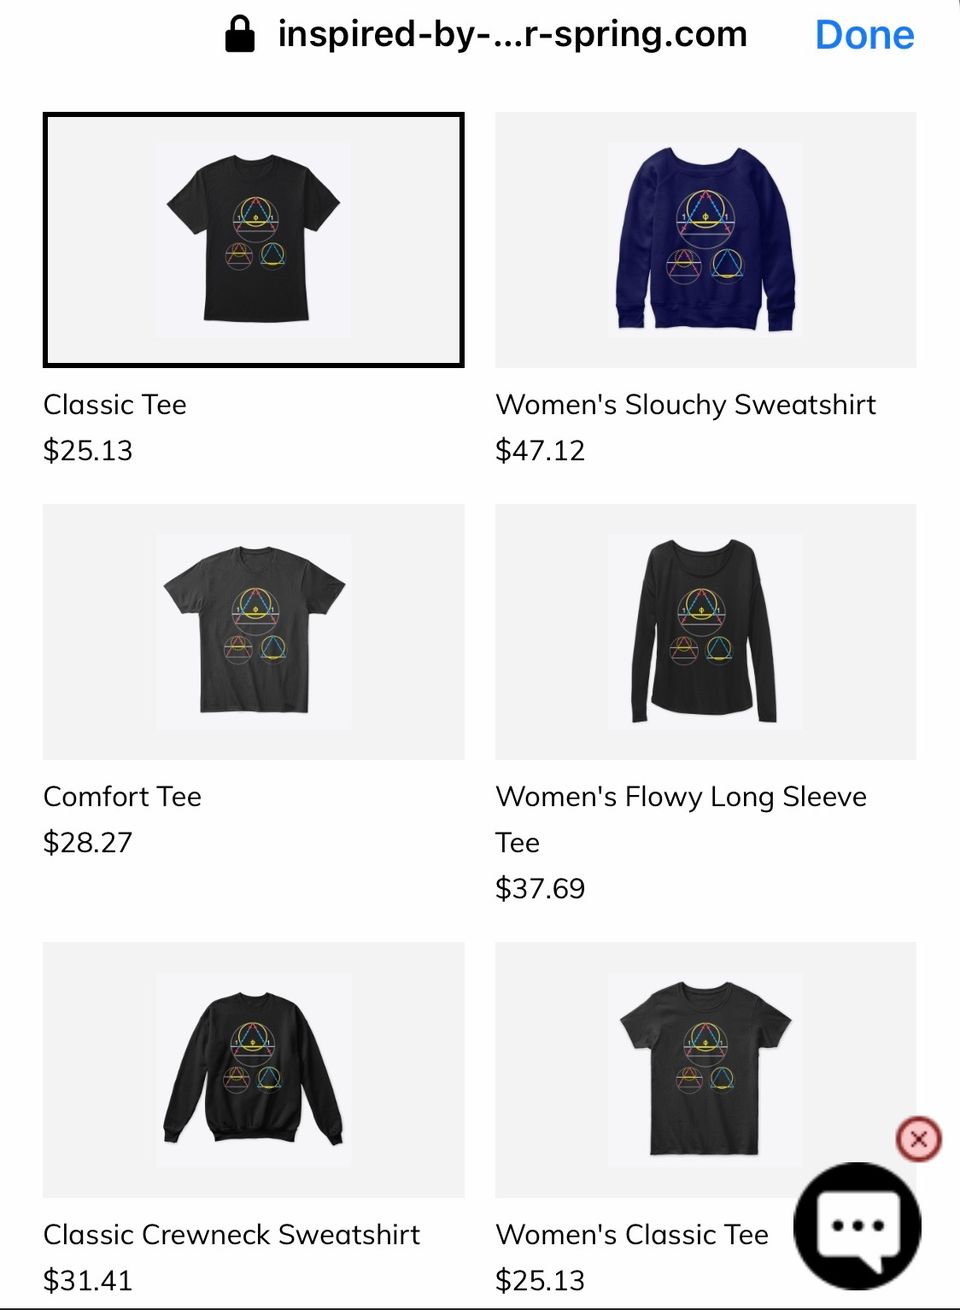 inspired-by-...r-spring.com
Done
Classic Tee
$25.13
Women's Slouchy Sweatshirt
$47.12
Comfort Tee
$28.27
Women's Flowy Long Sleeve
Tee
$37.69
Classic Crewneck Sweatshirt
$31.41
Women's Classic Tee
$25.13